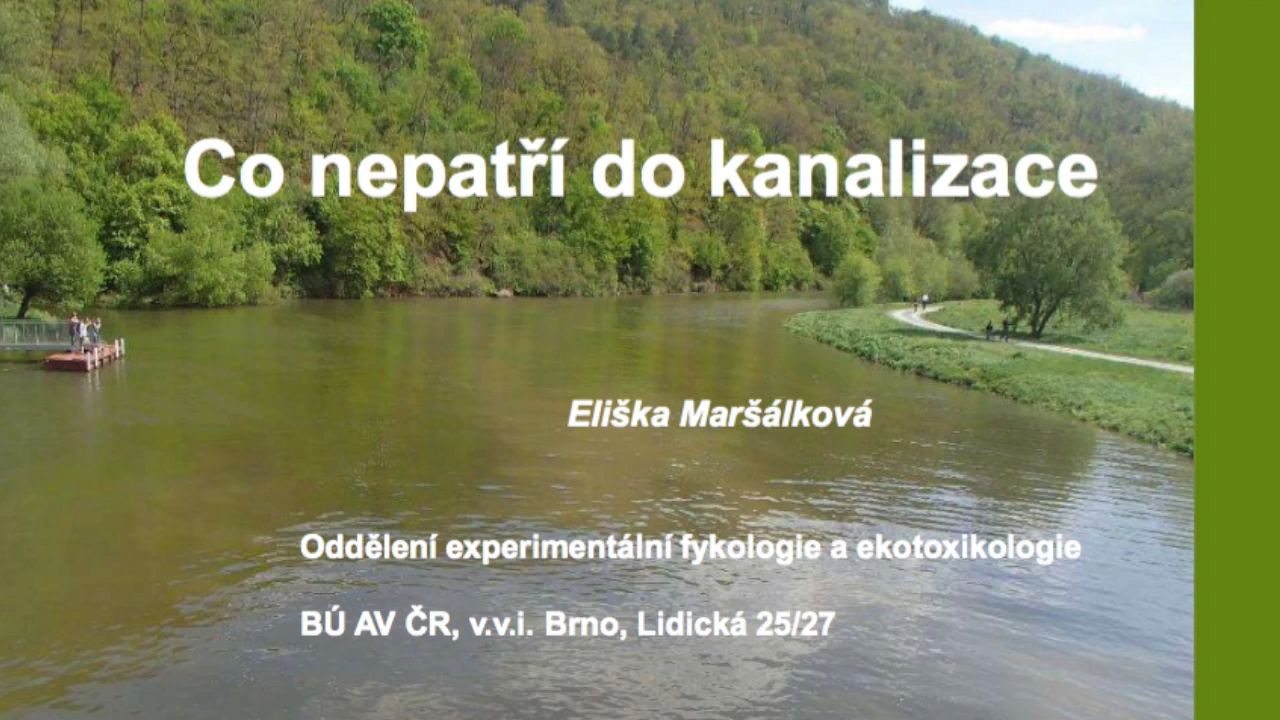 Co nepatří do kanalizace
Eliška Maršálková
Oddělení experimentální fykologie a ekotoxikologie
BÚ AV ČR, v.v.i. Brno, Lidická 25/27